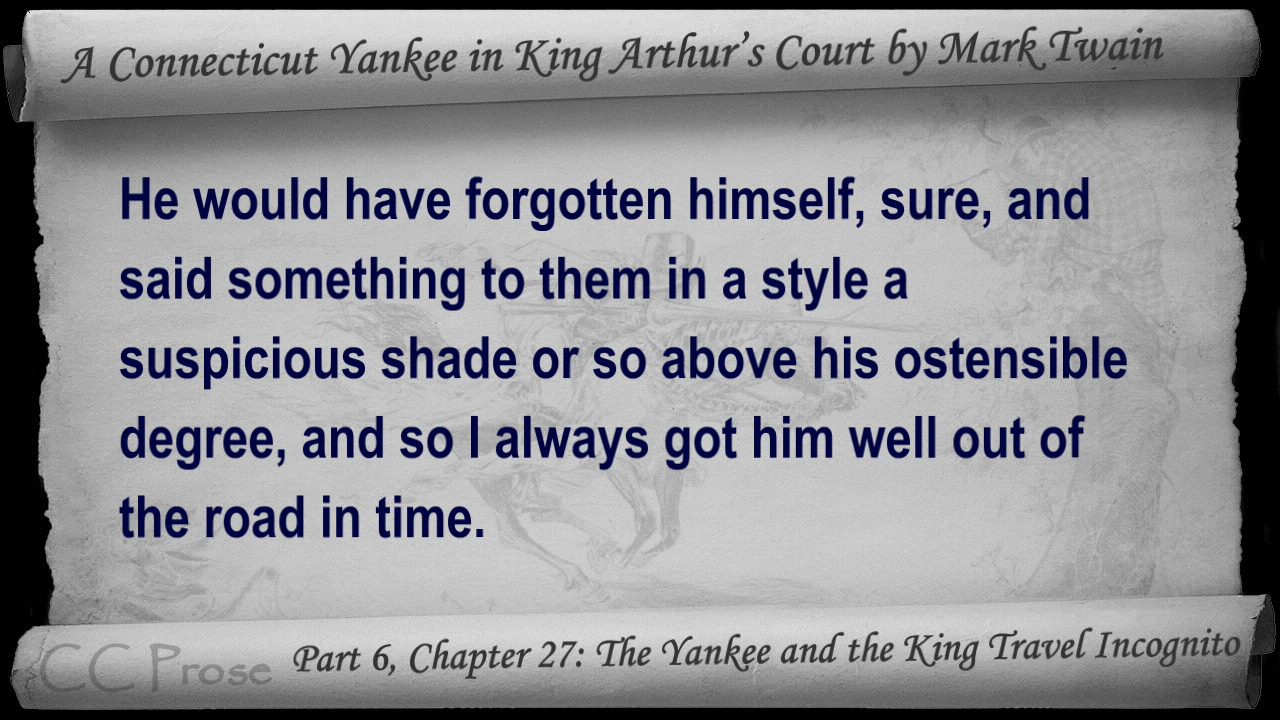 A Connecticut Yankee in King Arthur's Court by Mark Twain
He would have forgotten himself, sure, and
said something to them in a style a
suspicious shade or so above his ostensible
degree, and so I always got him well out of
the road in time.
CC Prose
Part 6, Chapter 27: The Yankee and the King Travel Incognito